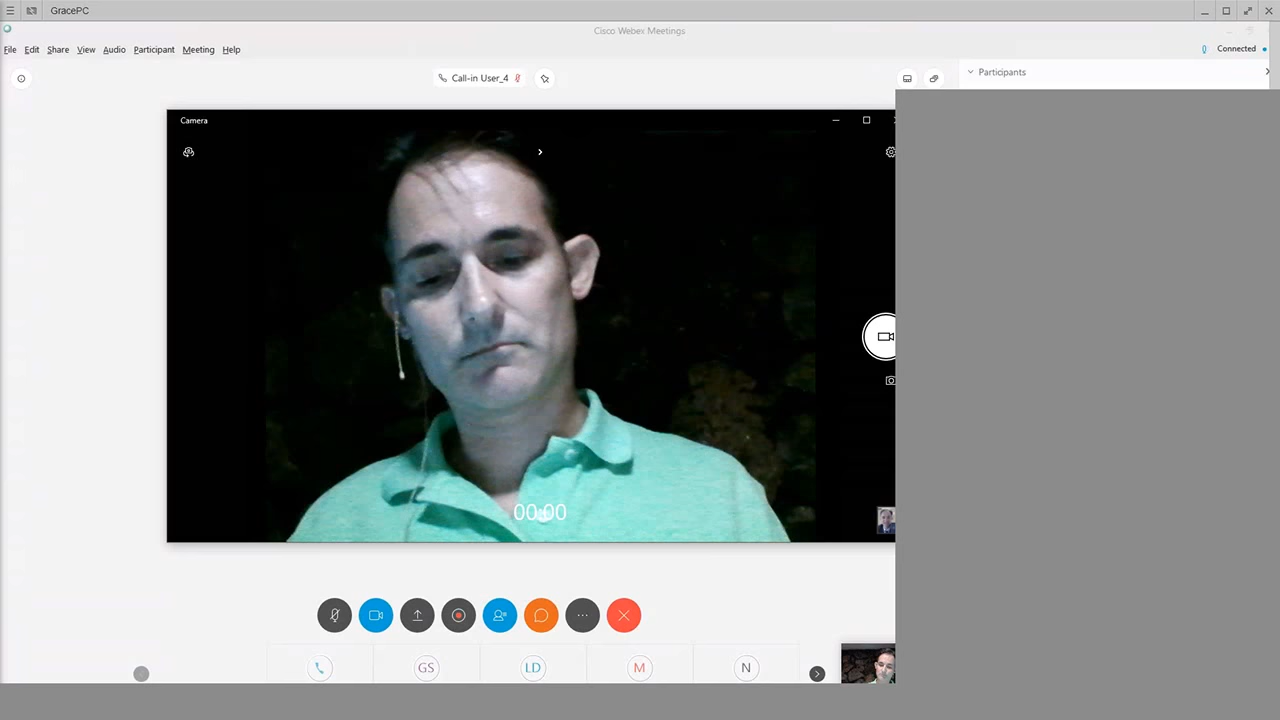 GracePC
Cisco Webex Meetings
File Edit Share View Audio Participant Meeting Help
Connected
Call-in User_4
Participants
Camera
00:00
GS
LD
M
N